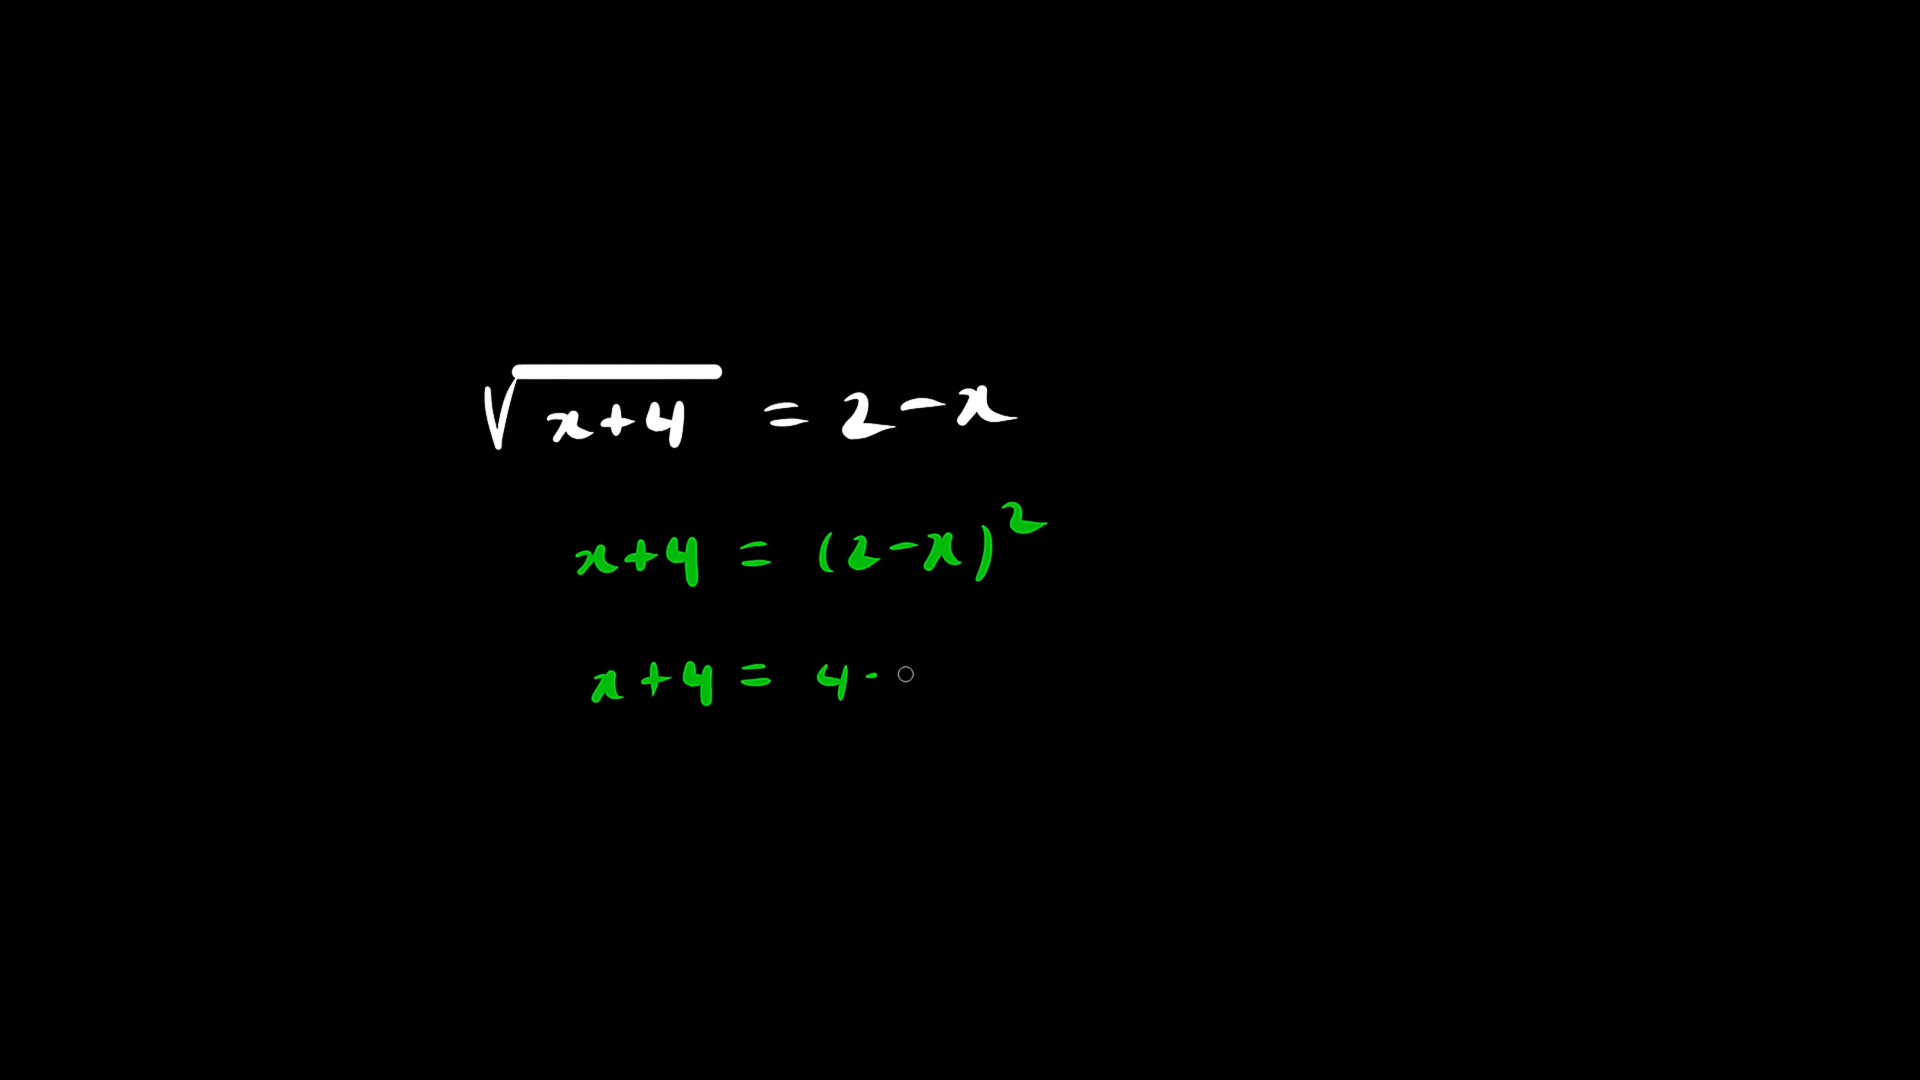 √(x+4) = 2-x
x+4 = (2-x)²
x+4 = 4-